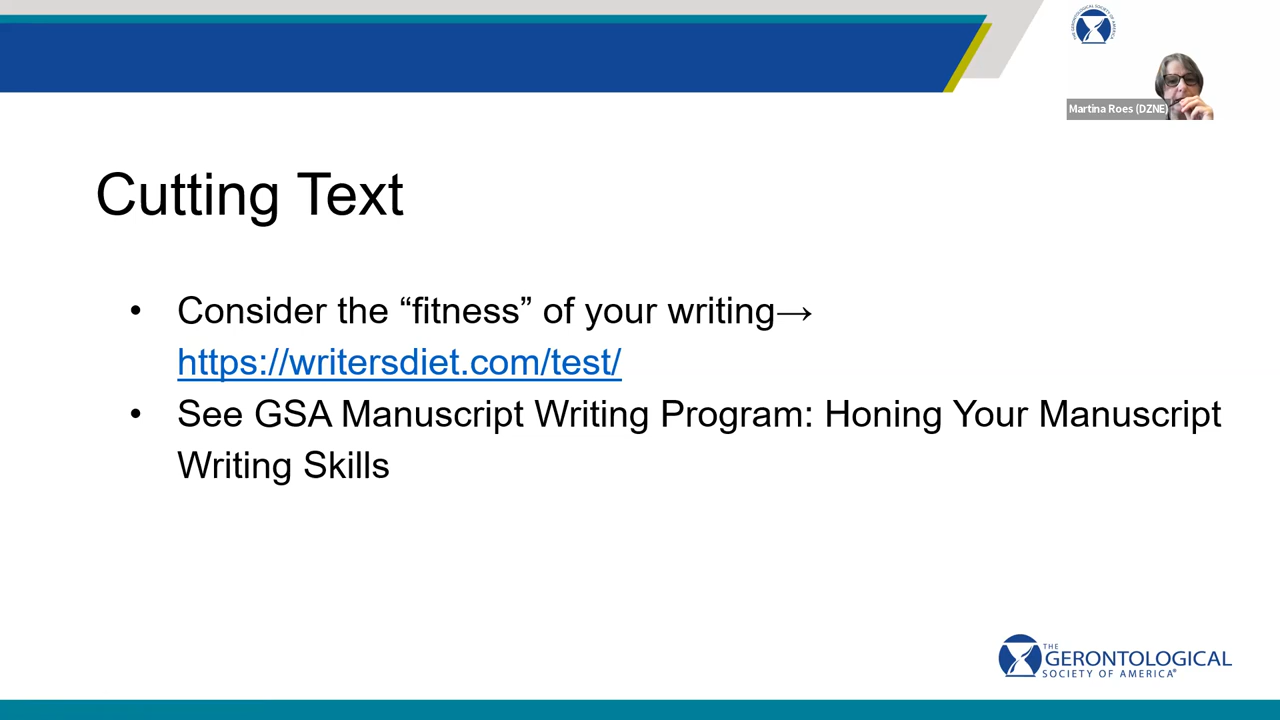 Martina Roes (DZNE)
Cutting Text
• Consider the “fitness” of your writing→
https://writersdiet.com/test/
• See GSA Manuscript Writing Program: Honing Your Manuscript
Writing Skills
THE
GERONTOLOGICAL
SOCIETY OF AMERICA®